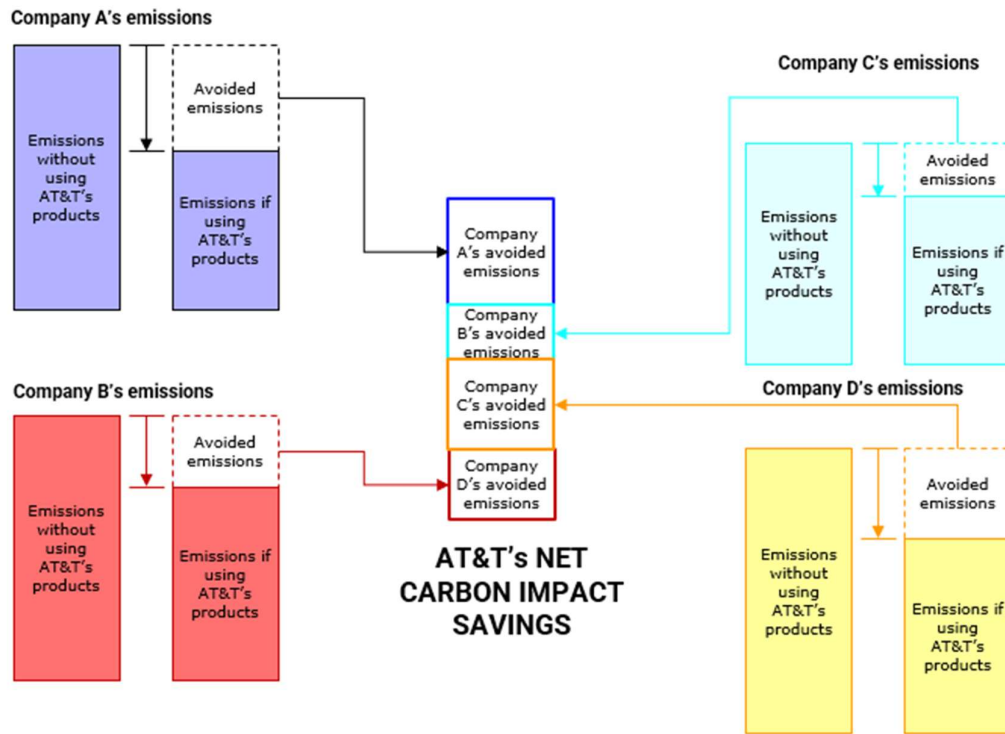 Company A's emissions
Emissions
without
using
AT&T's
products
Avoided
emissions
Emissions if
using
AT&T's
products
Company B's emissions
Emissions
without
using
AT&T's
products
Avoided
emissions
Emissions if
using
AT&T's
products
Company
A's avoided
emissions
Company
B's avoided
emissions
Company
C's avoided
emissions
Company
D's avoided
emissions
AT&T's NET
CARBON IMPACT
SAVINGS
Company C's emissions
Emissions
without
using
AT&T's
products
Avoided
emissions
Emissions if
using
AT&T's
products
Company D's emissions
Emissions
without
using
AT&T's
products
Avoided
emissions
Emissions if
using
AT&T's
products